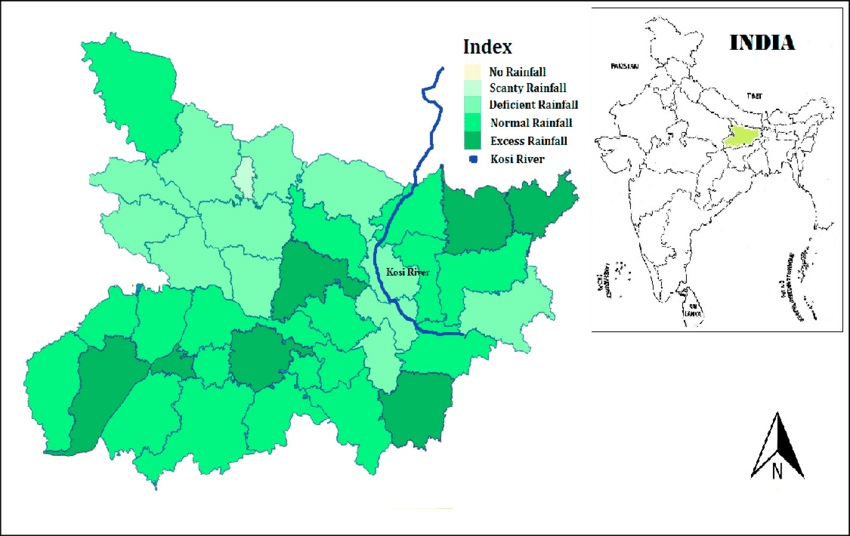 Index
No Rainfall
Scanty Rainfall
Deficient Rainfall
Normal Rainfall
Excess Rainfall
Kosi River
Kosi River
INDIA
PAKISTAN
SRI
LANKA
N